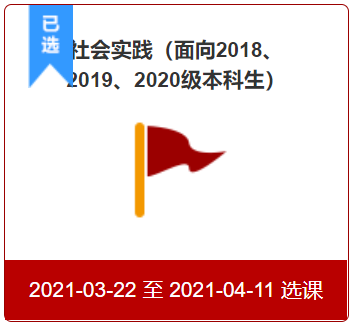 已
选
社会实践（面向2018、
2019、2020级本科生）
2021-03-22 至 2021-04-11 选课